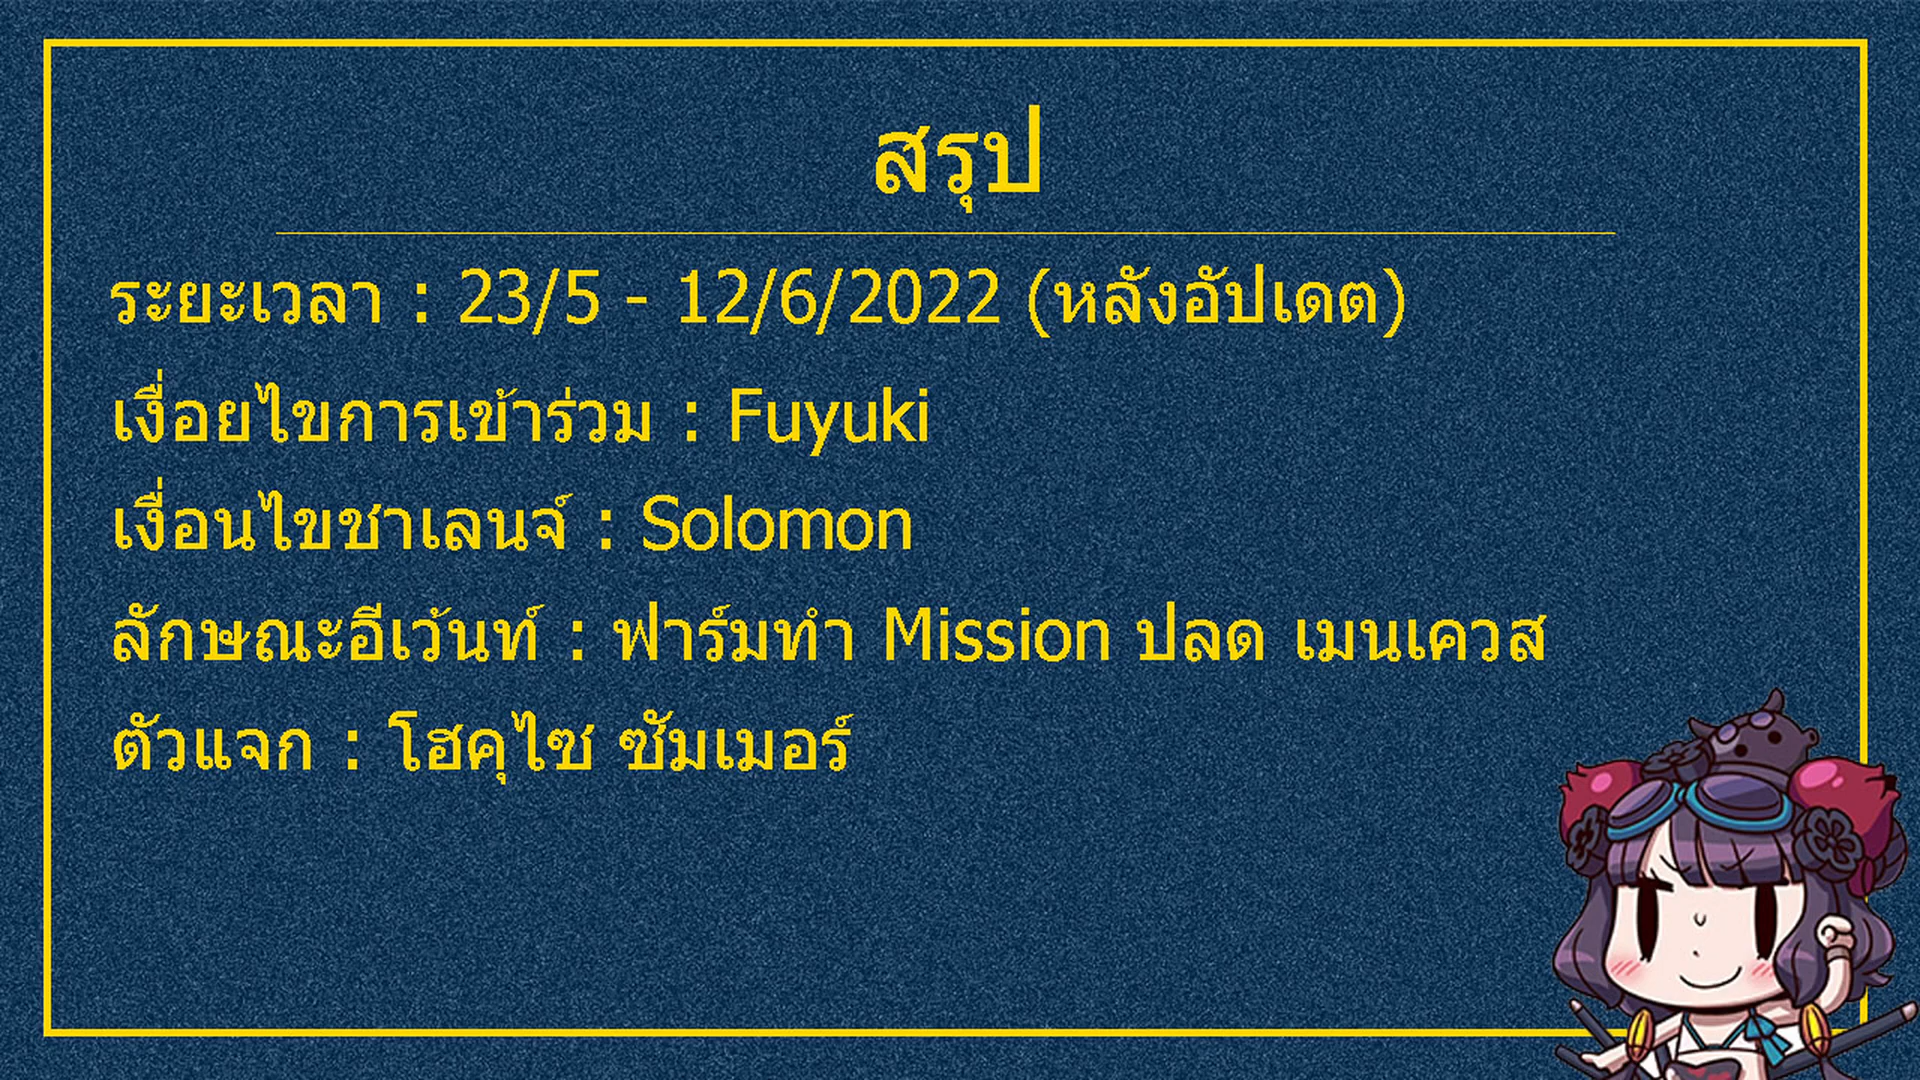 สรุป
ระยะเวลา : 23/5 - 12/6/2022 (หลังอัปเดต)
เงื่อยไขการเข้าร่วม : Fuyuki
เงื่อนไขชาเลนจ์ : Solomon
ลักษณะอีเว้นท์ : ฟาร์มทำ Mission ปลด เมนเควส
ตัวแจก : โฮคุไซ ซัมเมอร์